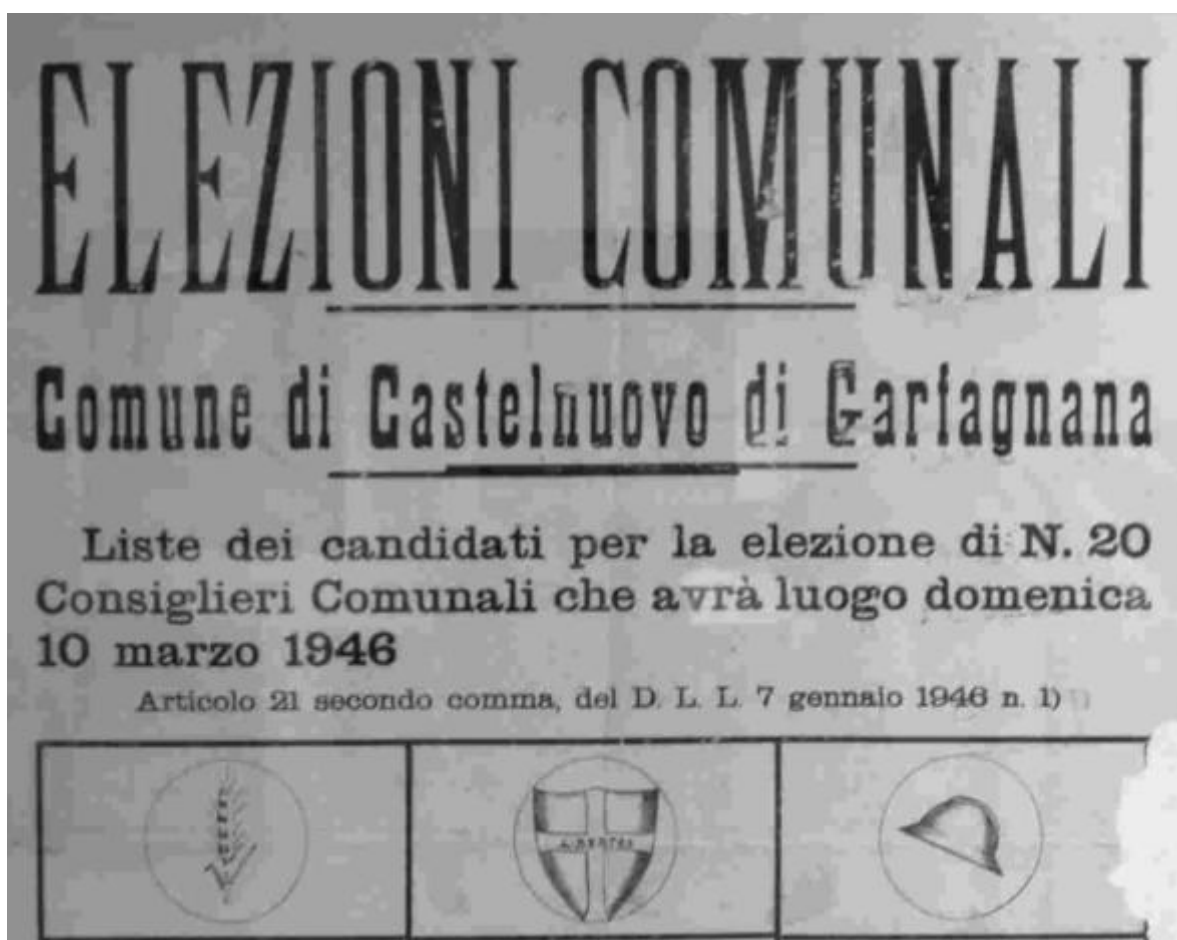 ELEZIONI COMUNALI
Comune di Castelnuovo di Garfagnana
Liste dei candidati per la elezione di N. 20
Consiglieri Comunali che avrà luogo domenica
10 marzo 1946
Articolo 21 secondo comma, del D. L. L. 7 gennaio 1946 n. 1)
LIBERTAS